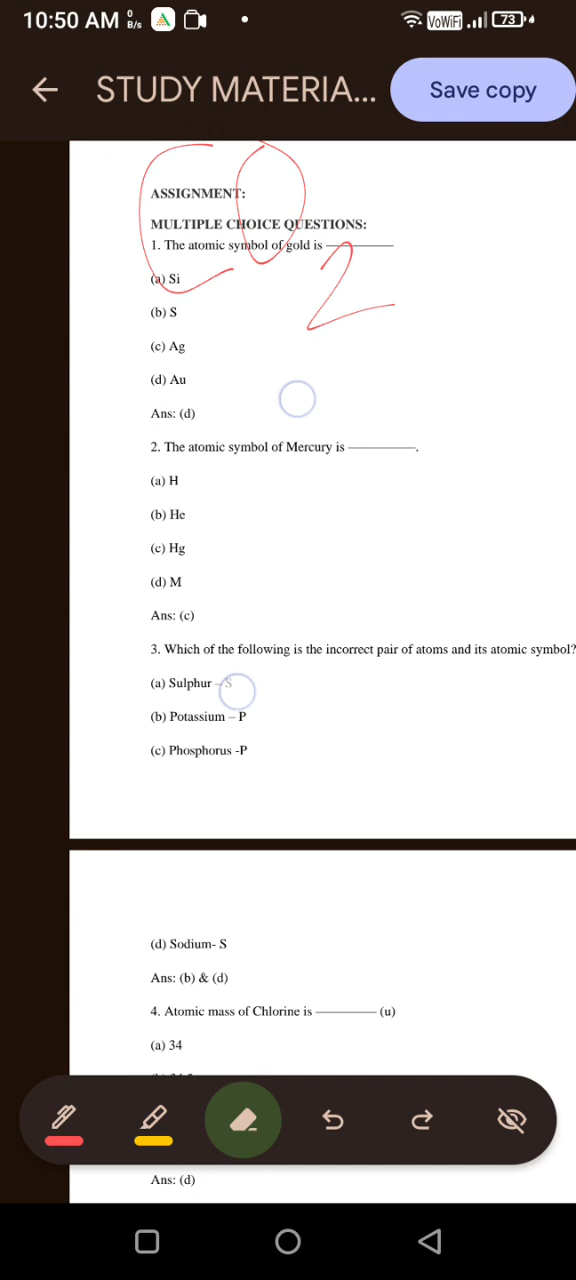 10:50 AM 0 B/s VoWiFi 73
STUDY MATERIA... Save copy
ASSIGNMENT:
MULTIPLE CHOICE QUESTIONS:
1. The atomic symbol of gold is
(a) Si
(b) S
(c) Ag
(d) Au
Ans: (d)
2. The atomic symbol of Mercury is .
(a) H
(b) He
(c) Hg
(d) M
Ans: (c)
3. Which of the following is the incorrect pair of atoms and its atomic symbol?
(a) Sulphur – S
(b) Potassium – P
(c) Phosphorus -P
(d) Sodium- S
Ans: (b) & (d)
4. Atomic mass of Chlorine is (u)
(a) 34
Ans: (d)
CO2